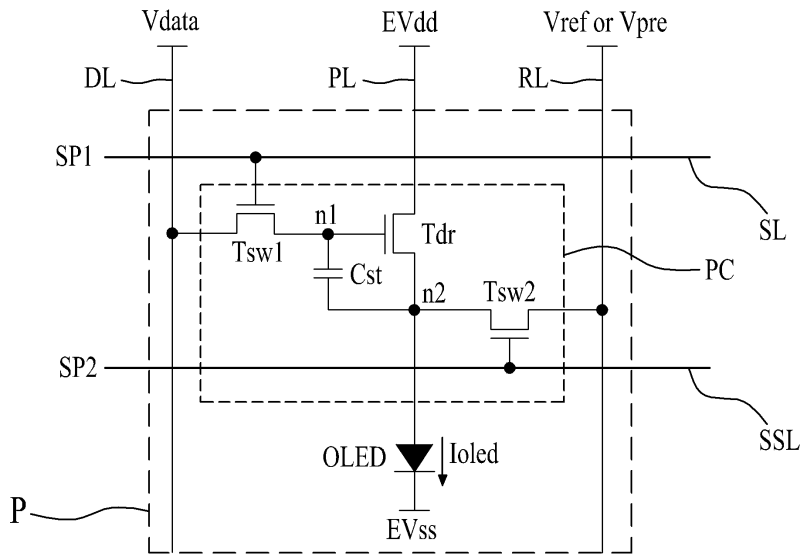 Vdata
EVdd
Vref or Vpre
DL
PL
RL
SP1
SL
n1
Tdr
Tsw1
PC
Cst
n2
Tsw2
SP2
SSL
OLED
Ioled
P
EVss